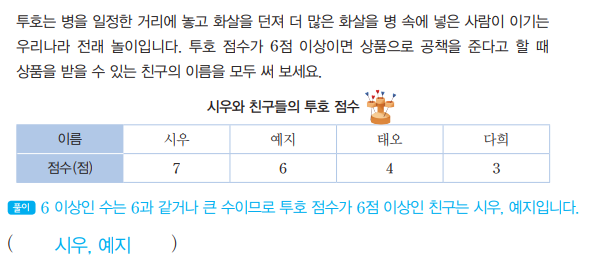 투호는 병을 일정한 거리에 놓고 화살을 던져 더 많은 화살을 병 속에 넣은 사람이 이기는
우리나라 전래 놀이입니다. 투호 점수가 6점 이상이면 상품으로 공책을 준다고 할 때
상품을 받을 수 있는 친구의 이름을 모두 써 보세요.
시우와 친구들의 투호 점수
이름 시우 예지 태오 다희
점수(점) 7 6 4 3
풀이 6 이상인 수는 6과 같거나 큰 수이므로 투호 점수가 6점 이상인 친구는 시우, 예지입니다.
( 시우, 예지 )